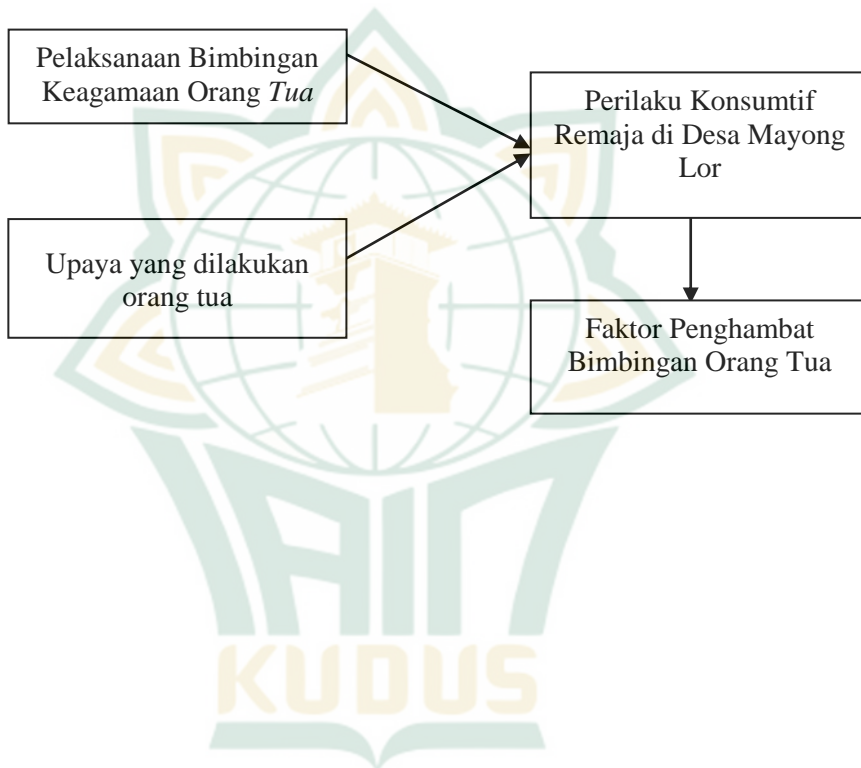 Pelaksanaan Bimbingan
Keagamaan Orang Tua
Upaya yang dilakukan
orang tua
Perilaku Konsumtif
Remaja di Desa Mayong
Lor
Faktor Penghambat
Bimbingan Orang Tua
IAIN
KUDUS